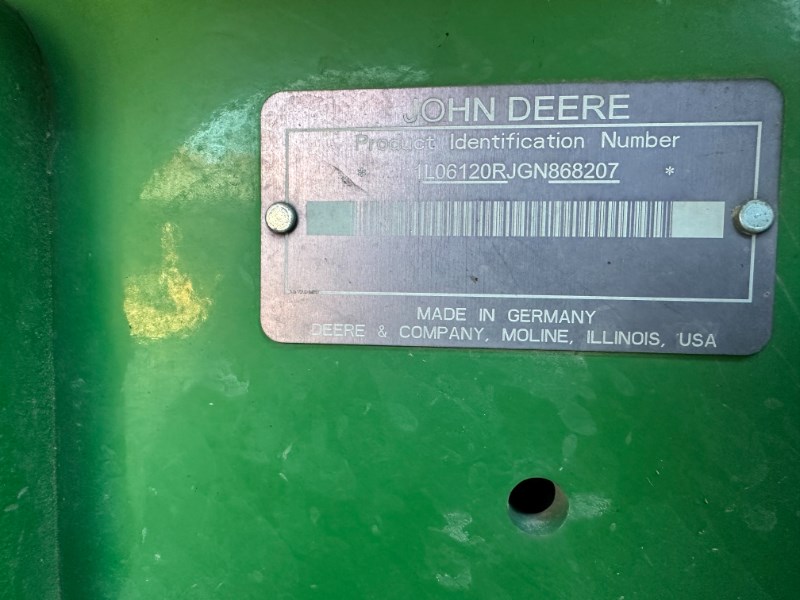 JOHN DEERE
Product Identification Number
* 1L06120RJGN868207 *
MADE IN GERMANY
DEERE & COMPANY, MOLINE, ILLINOIS, USA